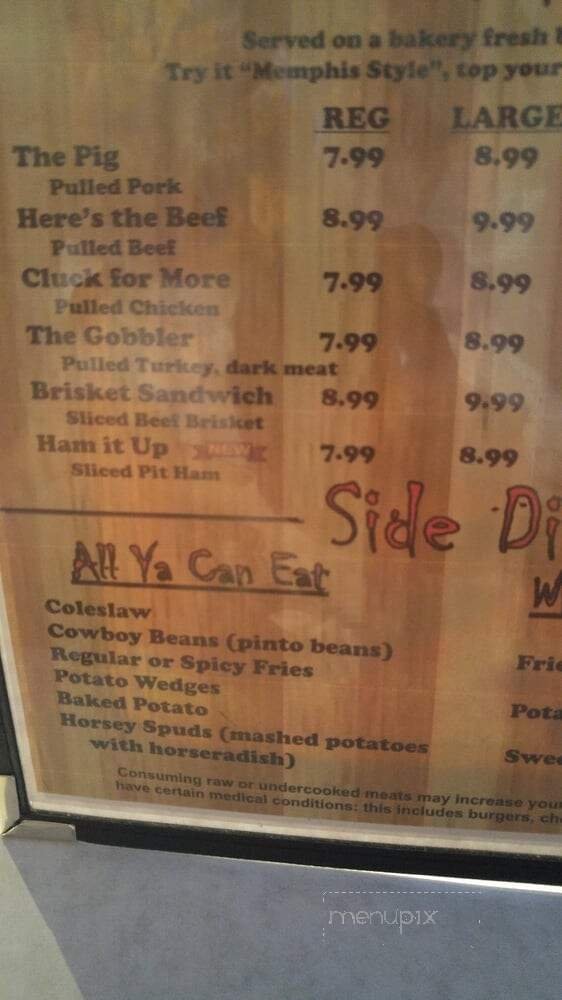 Served on a bakery fresh
Try it "Memphis Style", top your
REG LARGE
The Pig 7.99 8.99
Pulled Pork
Here's the Beef 8.99 9.99
Pulled Beef
Cluck for More 7.99 8.99
Pulled Chicken
The Gobbler 7.99 8.99
Pulled Turkey, dark meat
Brisket Sandwich 8.99 9.99
Sliced Beef Brisket
Ham it Up NEW 7.99 8.99
Sliced Pit Ham
Side Di
All Ya Can Eat
W
Coleslaw
Cowboy Beans (pinto beans)
Regular or Spicy Fries Frie
Potato Wedges
Baked Potato Pota
Horsey Spuds (mashed potatoes
with horseradish) Swee
Consuming raw or undercooked meats may increase your
have certain medical conditions: this includes burgers, ch
menupix